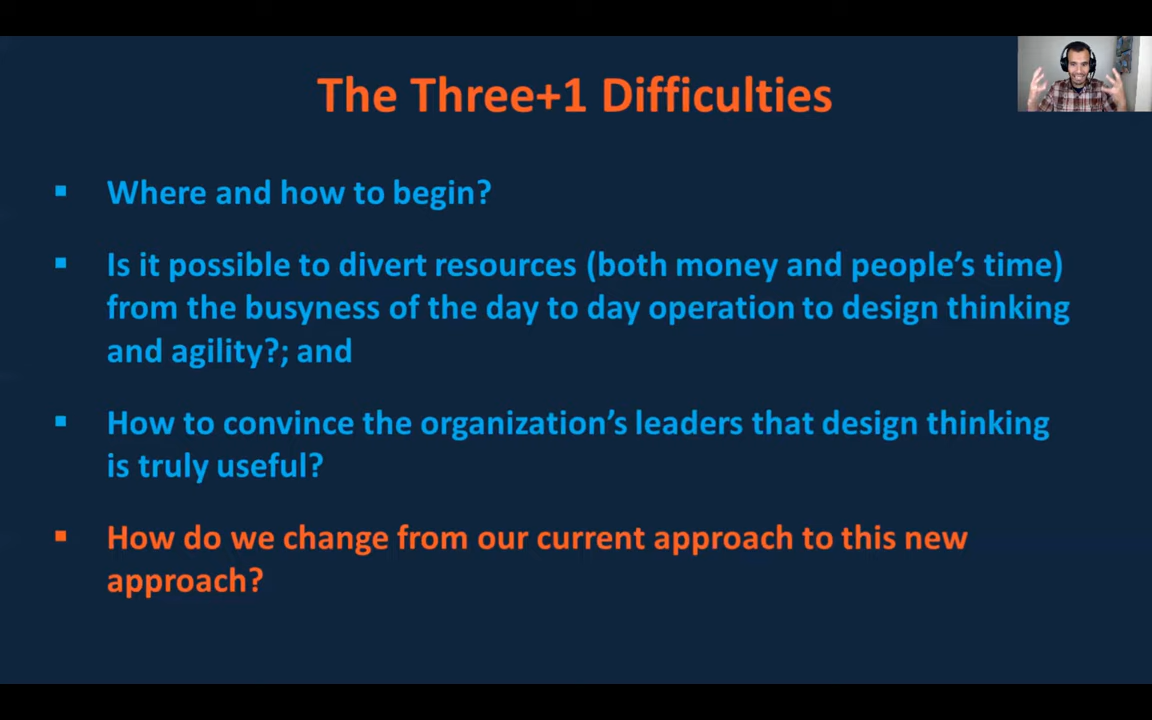 The Three+1 Difficulties
Where and how to begin?
Is it possible to divert resources (both money and people’s time)
from the busyness of the day to day operation to design thinking
and agility?; and
How to convince the organization’s leaders that design thinking
is truly useful?
How do we change from our current approach to this new
approach?